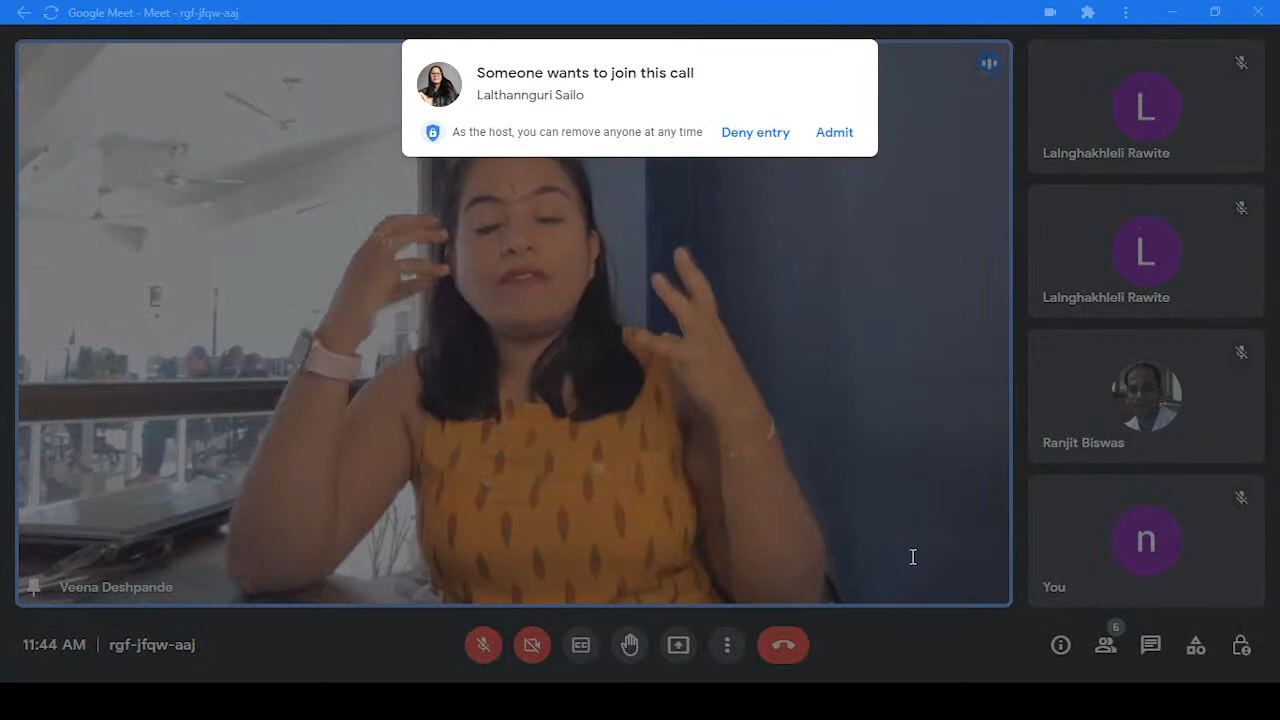 Google Meet - Meet - rgf-jfqw-aaj
Someone wants to join this call
Lalthannguri Sailo
As the host, you can remove anyone at any time
Deny entry
Admit
L
Lalnghakhleli Rawite
L
Lalnghakhleli Rawite
Ranjit Biswas
n
You
Veena Deshpande
11:44 AM | rgf-jfqw-aaj
CC
6